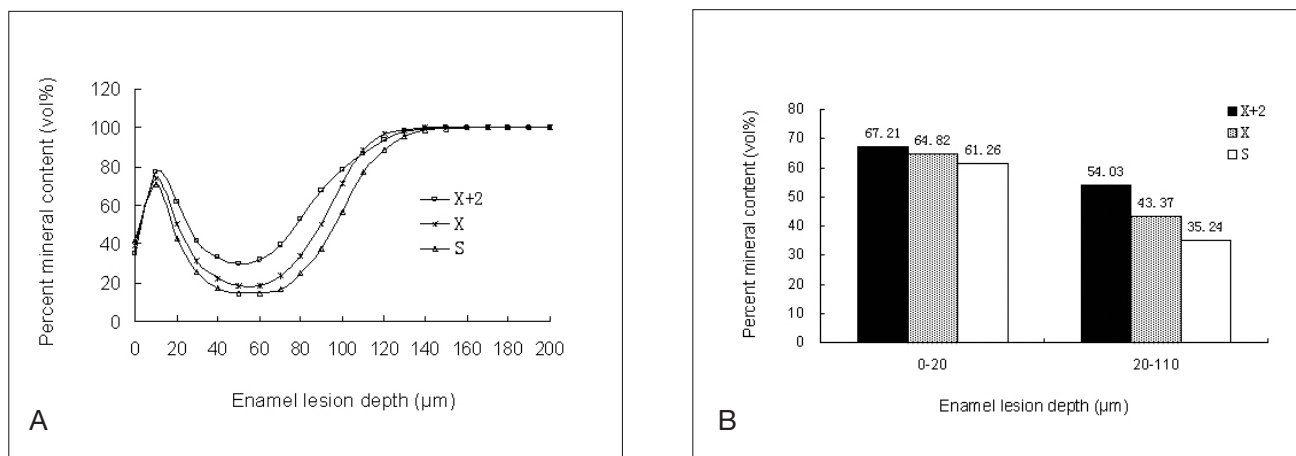 Percent mineral content (vol%)
120
100
80
60
40
20
0
X+2
X
S
0 20 40 60 80 100 120 140 160 180 200
Enamel lesion depth (µm)
A
Percent mineral content (vol%)
80
70
60
50
40
30
20
10
0
X+2
X
S
67.21 64.82 61.26
54.03 43.37 35.24
0-20 20-110
Enamel lesion depth (µm)
B